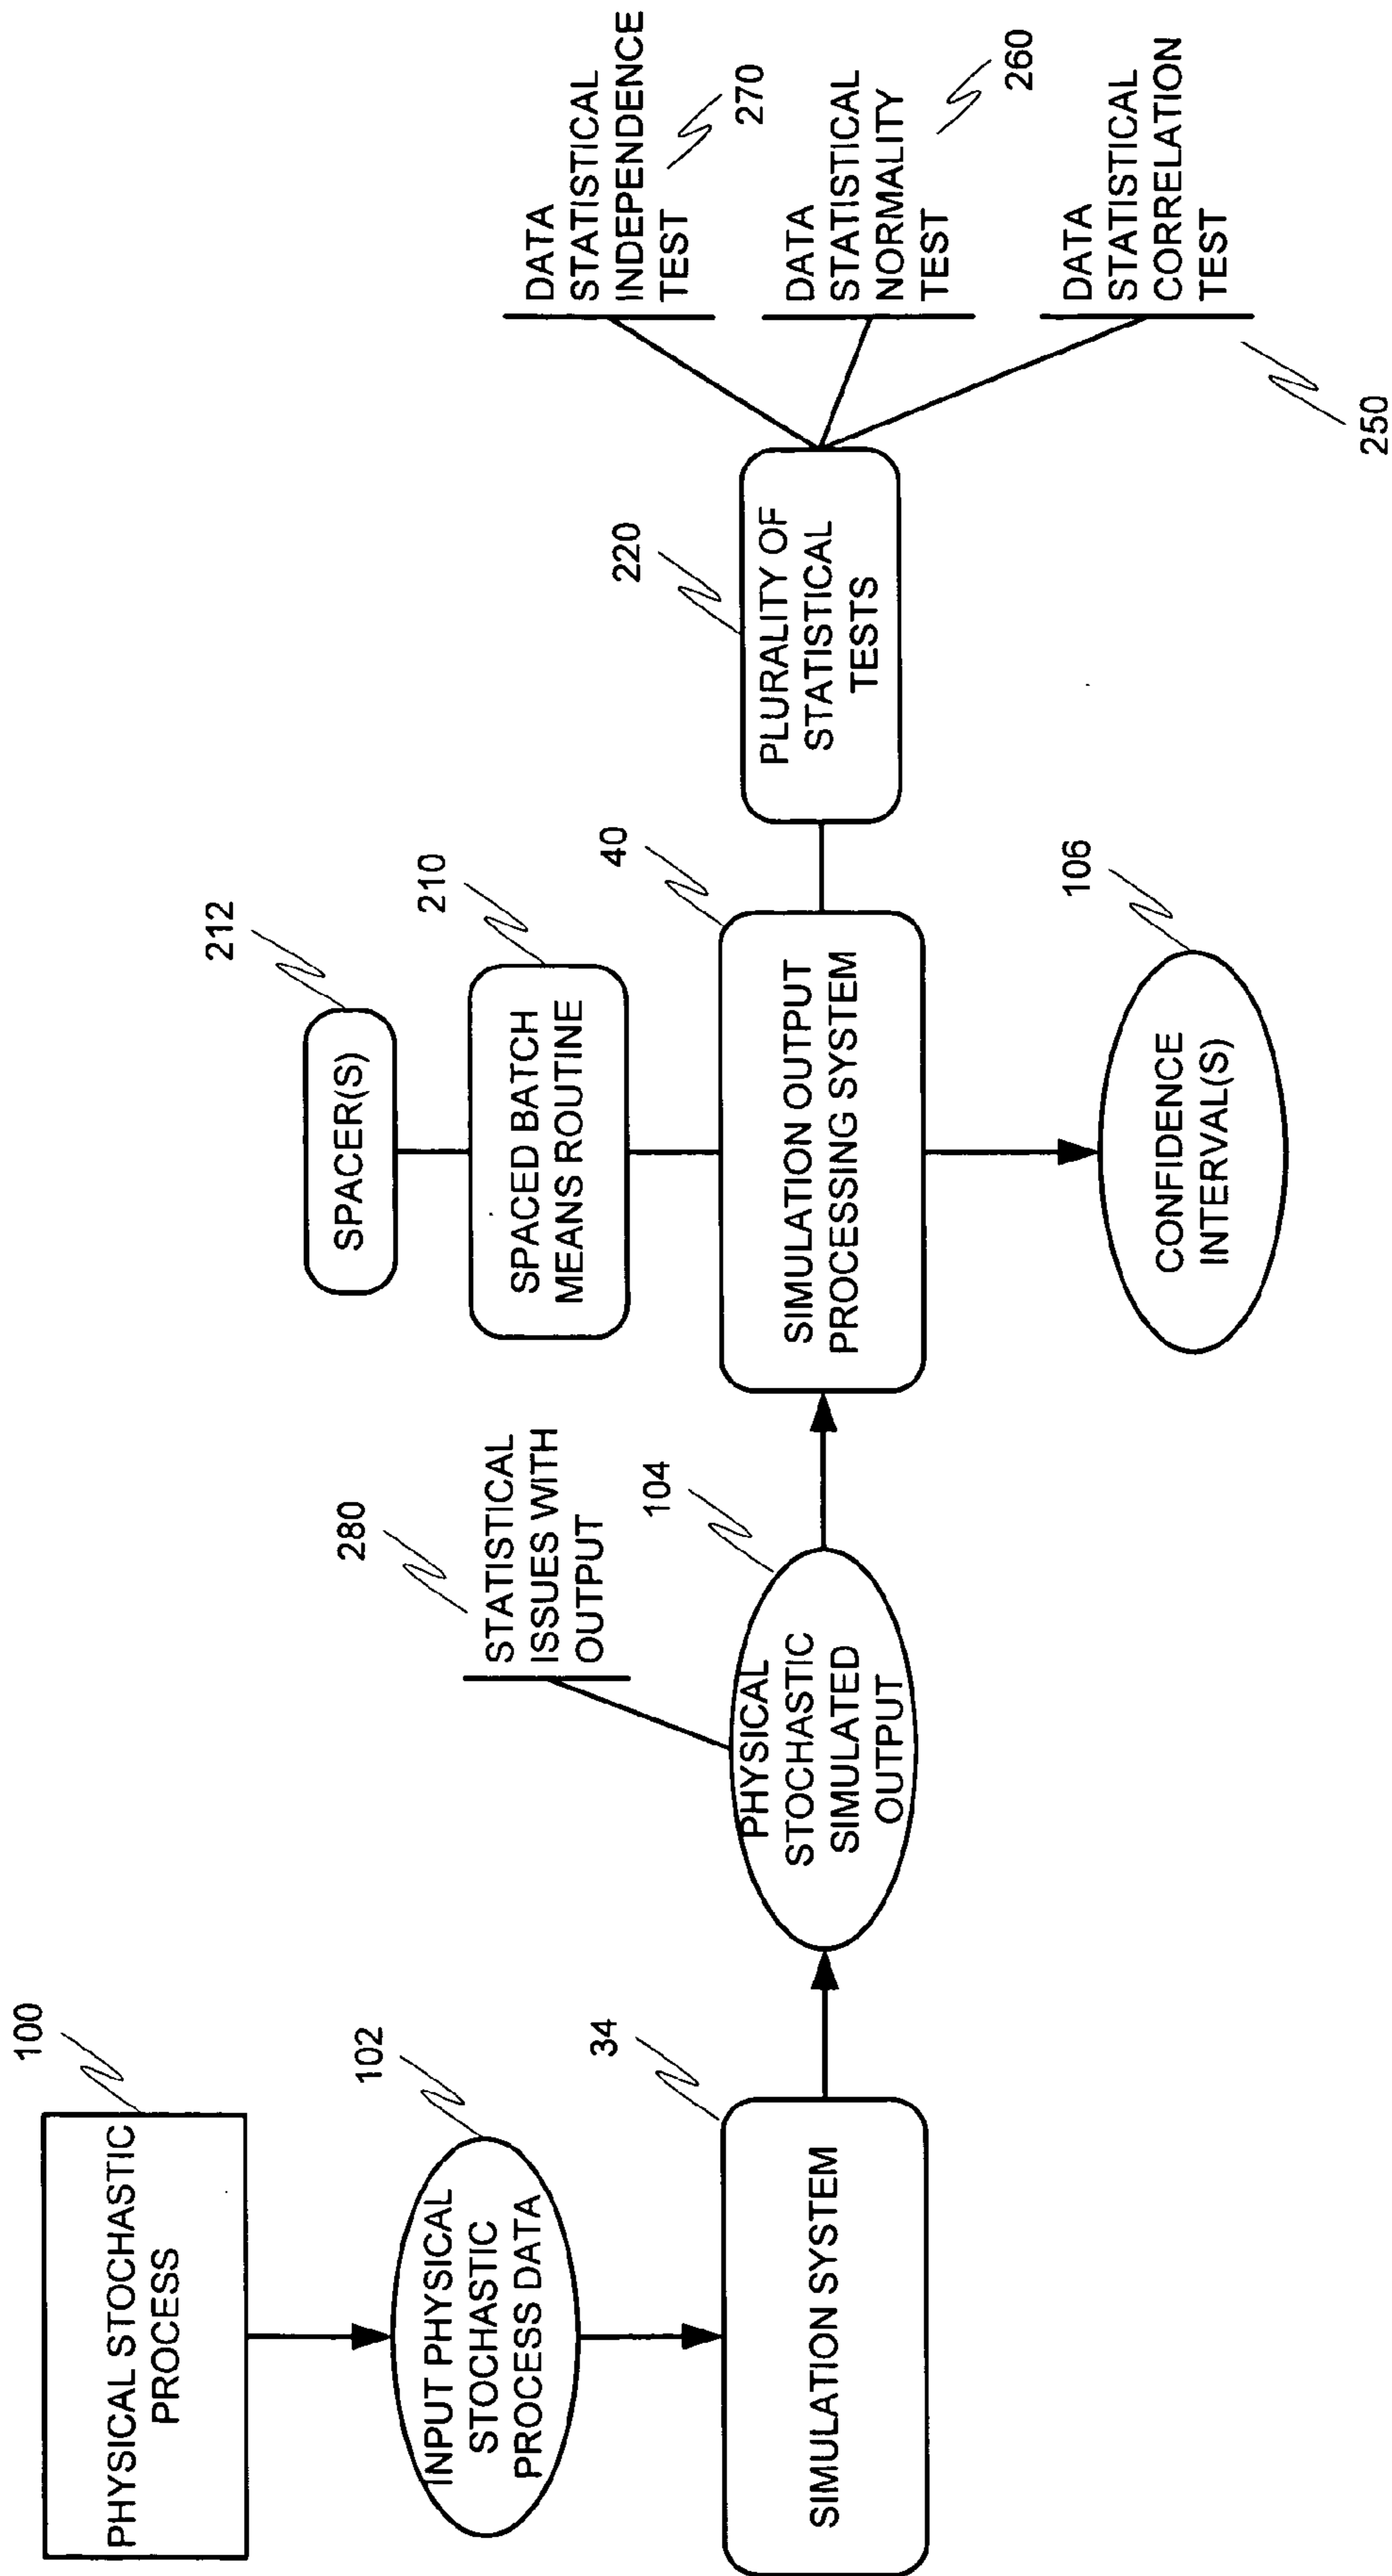 100
PHYSICAL STOCHASTIC
PROCESS
102
INPUT PHYSICAL
STOCHASTIC
PROCESS DATA
34
SIMULATION SYSTEM
280
STATISTICAL
ISSUES WITH
OUTPUT
104
PHYSICAL
STOCHASTIC
SIMULATED
OUTPUT
212
SPACER(S)
210
SPACED BATCH
MEANS ROUTINE
40
SIMULATION OUTPUT
PROCESSING SYSTEM
106
CONFIDENCE
INTERVAL(S)
220
PLURALITY OF
STATISTICAL
TESTS
DATA
STATISTICAL
INDEPENDENCE
TEST
270
DATA
STATISTICAL
NORMALITY
TEST
260
DATA
STATISTICAL
CORRELATION
TEST
250